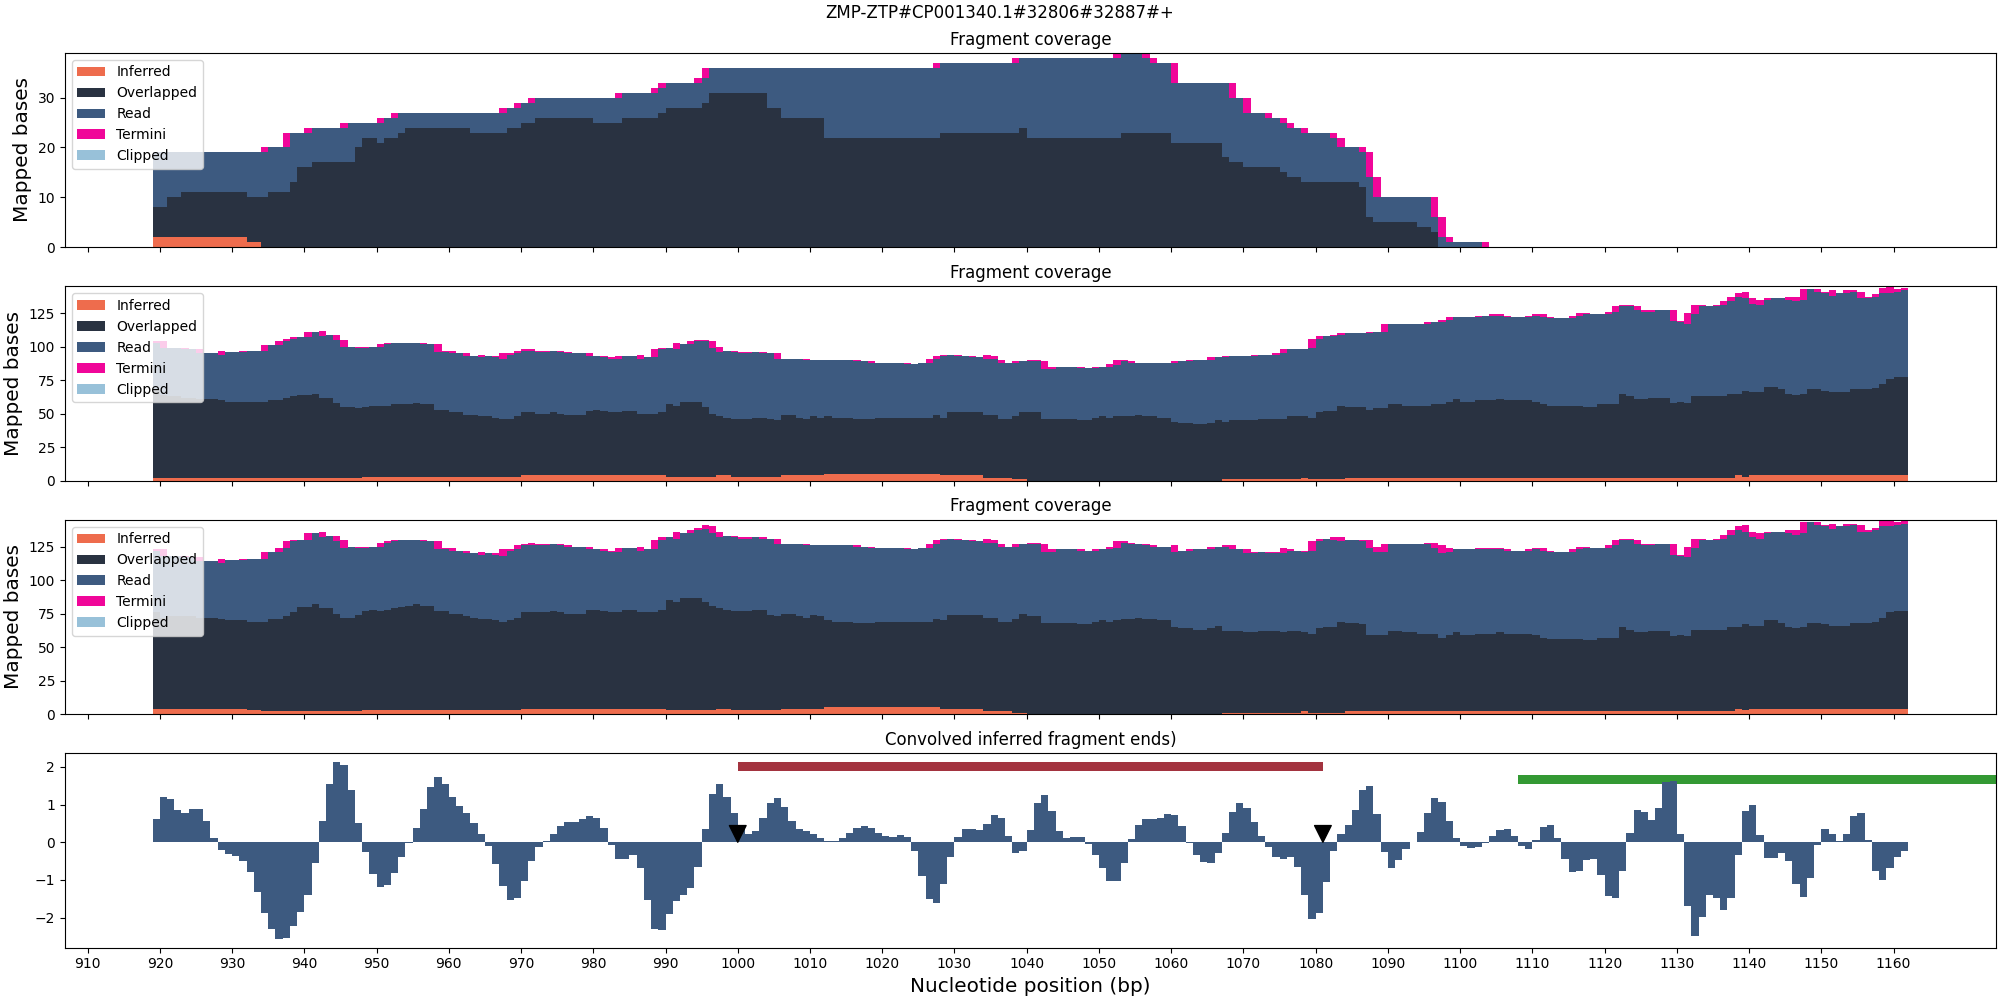 ZMP-ZTP#CP001340.1#32806#32887#+
Fragment coverage
Mapped bases
30
20
10
0
Inferred
Overlapped
Read
Termini
Clipped
Fragment coverage
Mapped bases
125
100
75
50
25
0
Inferred
Overlapped
Read
Termini
Clipped
Fragment coverage
Mapped bases
125
100
75
50
25
0
Inferred
Overlapped
Read
Termini
Clipped
Convolved inferred fragment ends)
2
1
0
−1
−2
910 920 930 940 950 960 970 980 990 1000 1010 1020 1030 1040 1050 1060 1070 1080 1090 1100 1110 1120 1130 1140 1150 1160
Nucleotide position (bp)